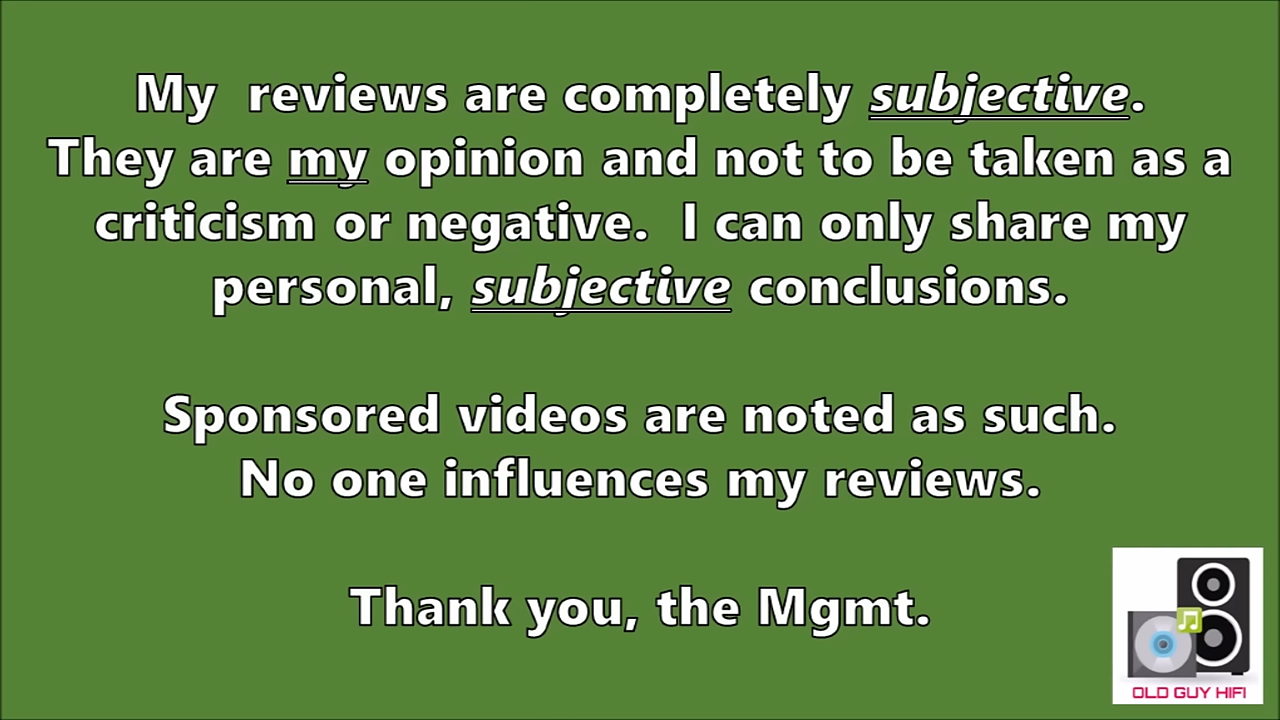 My  reviews are completely subjective.
They are my opinion and not to be taken as a
criticism or negative.  I can only share my
personal, subjective conclusions.
Sponsored videos are noted as such.
No one influences my reviews.
Thank you, the Mgmt.
OLD GUY HIFI